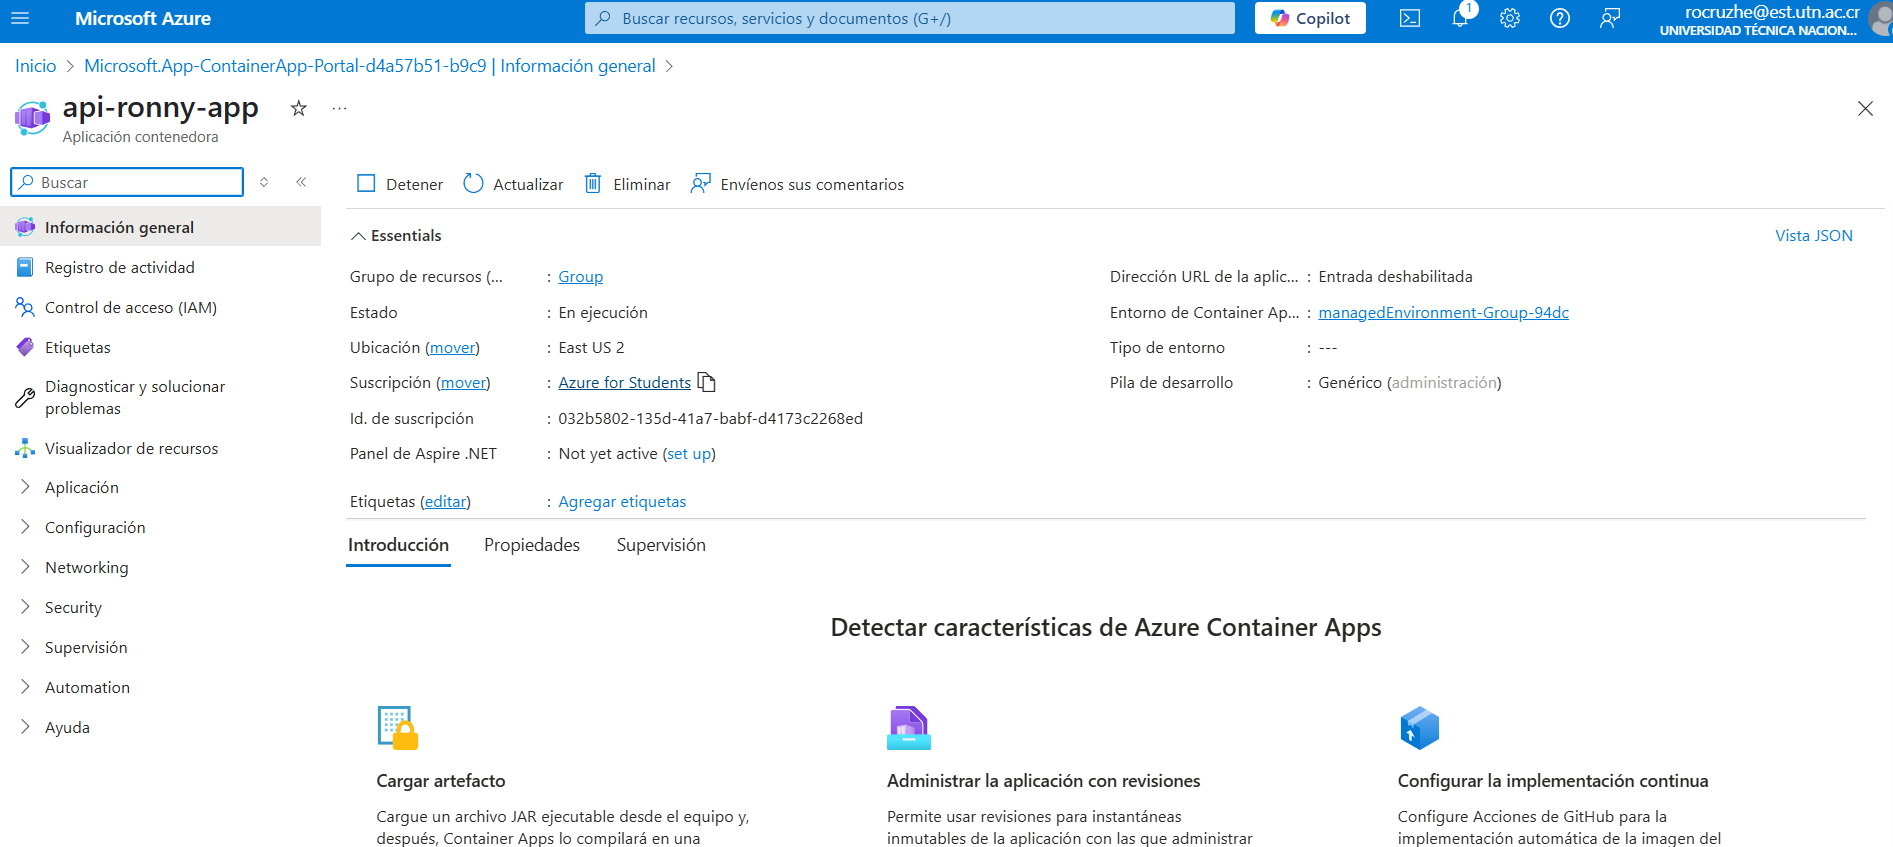 Microsoft Azure
Buscar recursos, servicios y documentos (G+/)
Copilot
1
rocruzhe@est.utn.ac.cr
UNIVERSIDAD TÉCNICA NACION...
Inicio > Microsoft.App-ContainerApp-Portal-d4a57b51-b9c9 | Información general >
api-ronny-app
Aplicación contenedora
Buscar
Información general
Registro de actividad
Control de acceso (IAM)
Etiquetas
Diagnosticar y solucionar
problemas
Visualizador de recursos
Aplicación
Configuración
Networking
Security
Supervisión
Automation
Ayuda
Detener
Actualizar
Eliminar
Envíenos sus comentarios
Essentials
Vista JSON
Grupo de recursos (... : Group
Estado : En ejecución
Ubicación (mover) : East US 2
Suscripción (mover) : Azure for Students
Id. de suscripción : 032b5802-135d-41a7-babf-d4173c2268ed
Panel de Aspire .NET : Not yet active (set up)
Etiquetas (editar) : Agregar etiquetas
Dirección URL de la aplic... : Entrada deshabilitada
Entorno de Container Ap... : managedEnvironment-Group-94dc
Tipo de entorno : ---
Pila de desarrollo : Genérico (administración)
Introducción
Propiedades
Supervisión
Detectar características de Azure Container Apps
Cargar artefacto
Cargue un archivo JAR ejecutable desde el equipo y,
después, Container Apps lo compilará en una
Administrar la aplicación con revisiones
Permite usar revisiones para instantáneas
inmutables de la aplicación con las que administrar
Configurar la implementación continua
Configure Acciones de GitHub para la
implementación automática de la imagen del